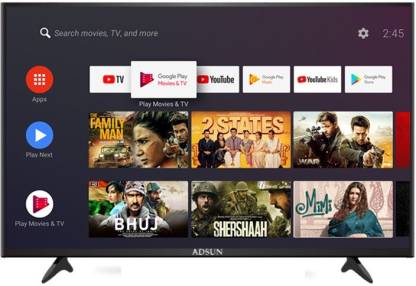 Search movies, TV, and more
2:45
TV
Google Play
Movies & TV
YouTube
Google Play
Music
YouTube Kids
Google Play
Store
Apps
Play Movies & TV
THE
FAMILY
MAN
2 STATES
WAR
Play Next
BHUJ
SHERSHAAH
MiMi
Play Movies & TV
ADSUN